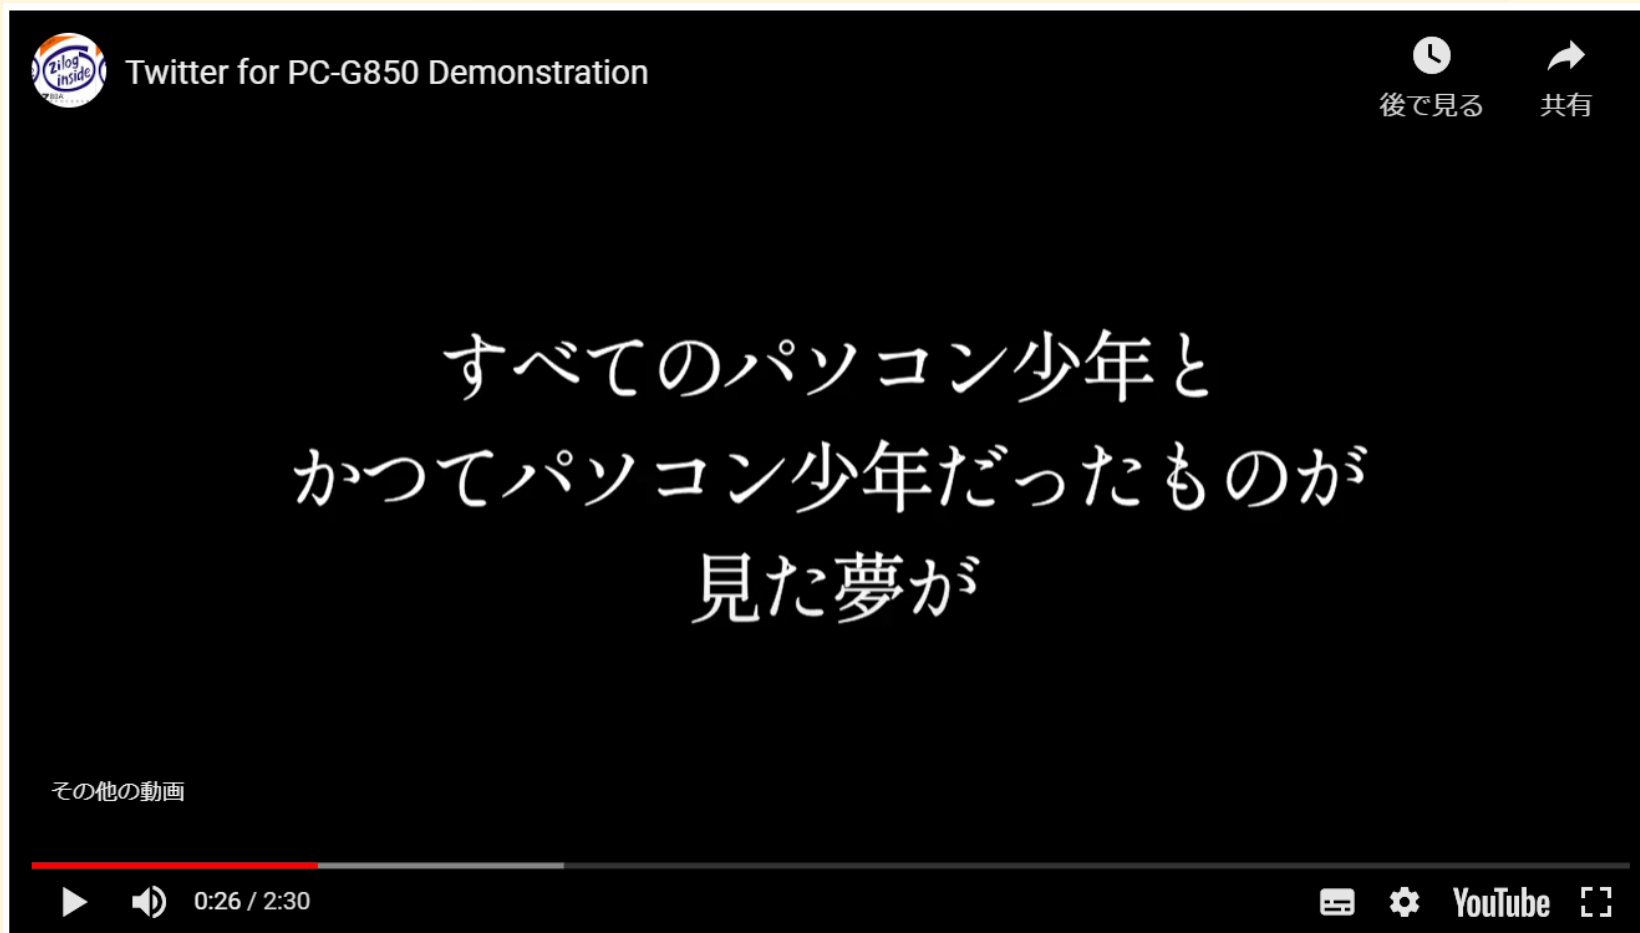 zilog
inside
Twitter for PC-G850 Demonstration
後で見る
共有
すべてのパソコン少年と
かつてパソコン少年だったものが
見た夢が
その他の動画
0:26 / 2:30
YouTube